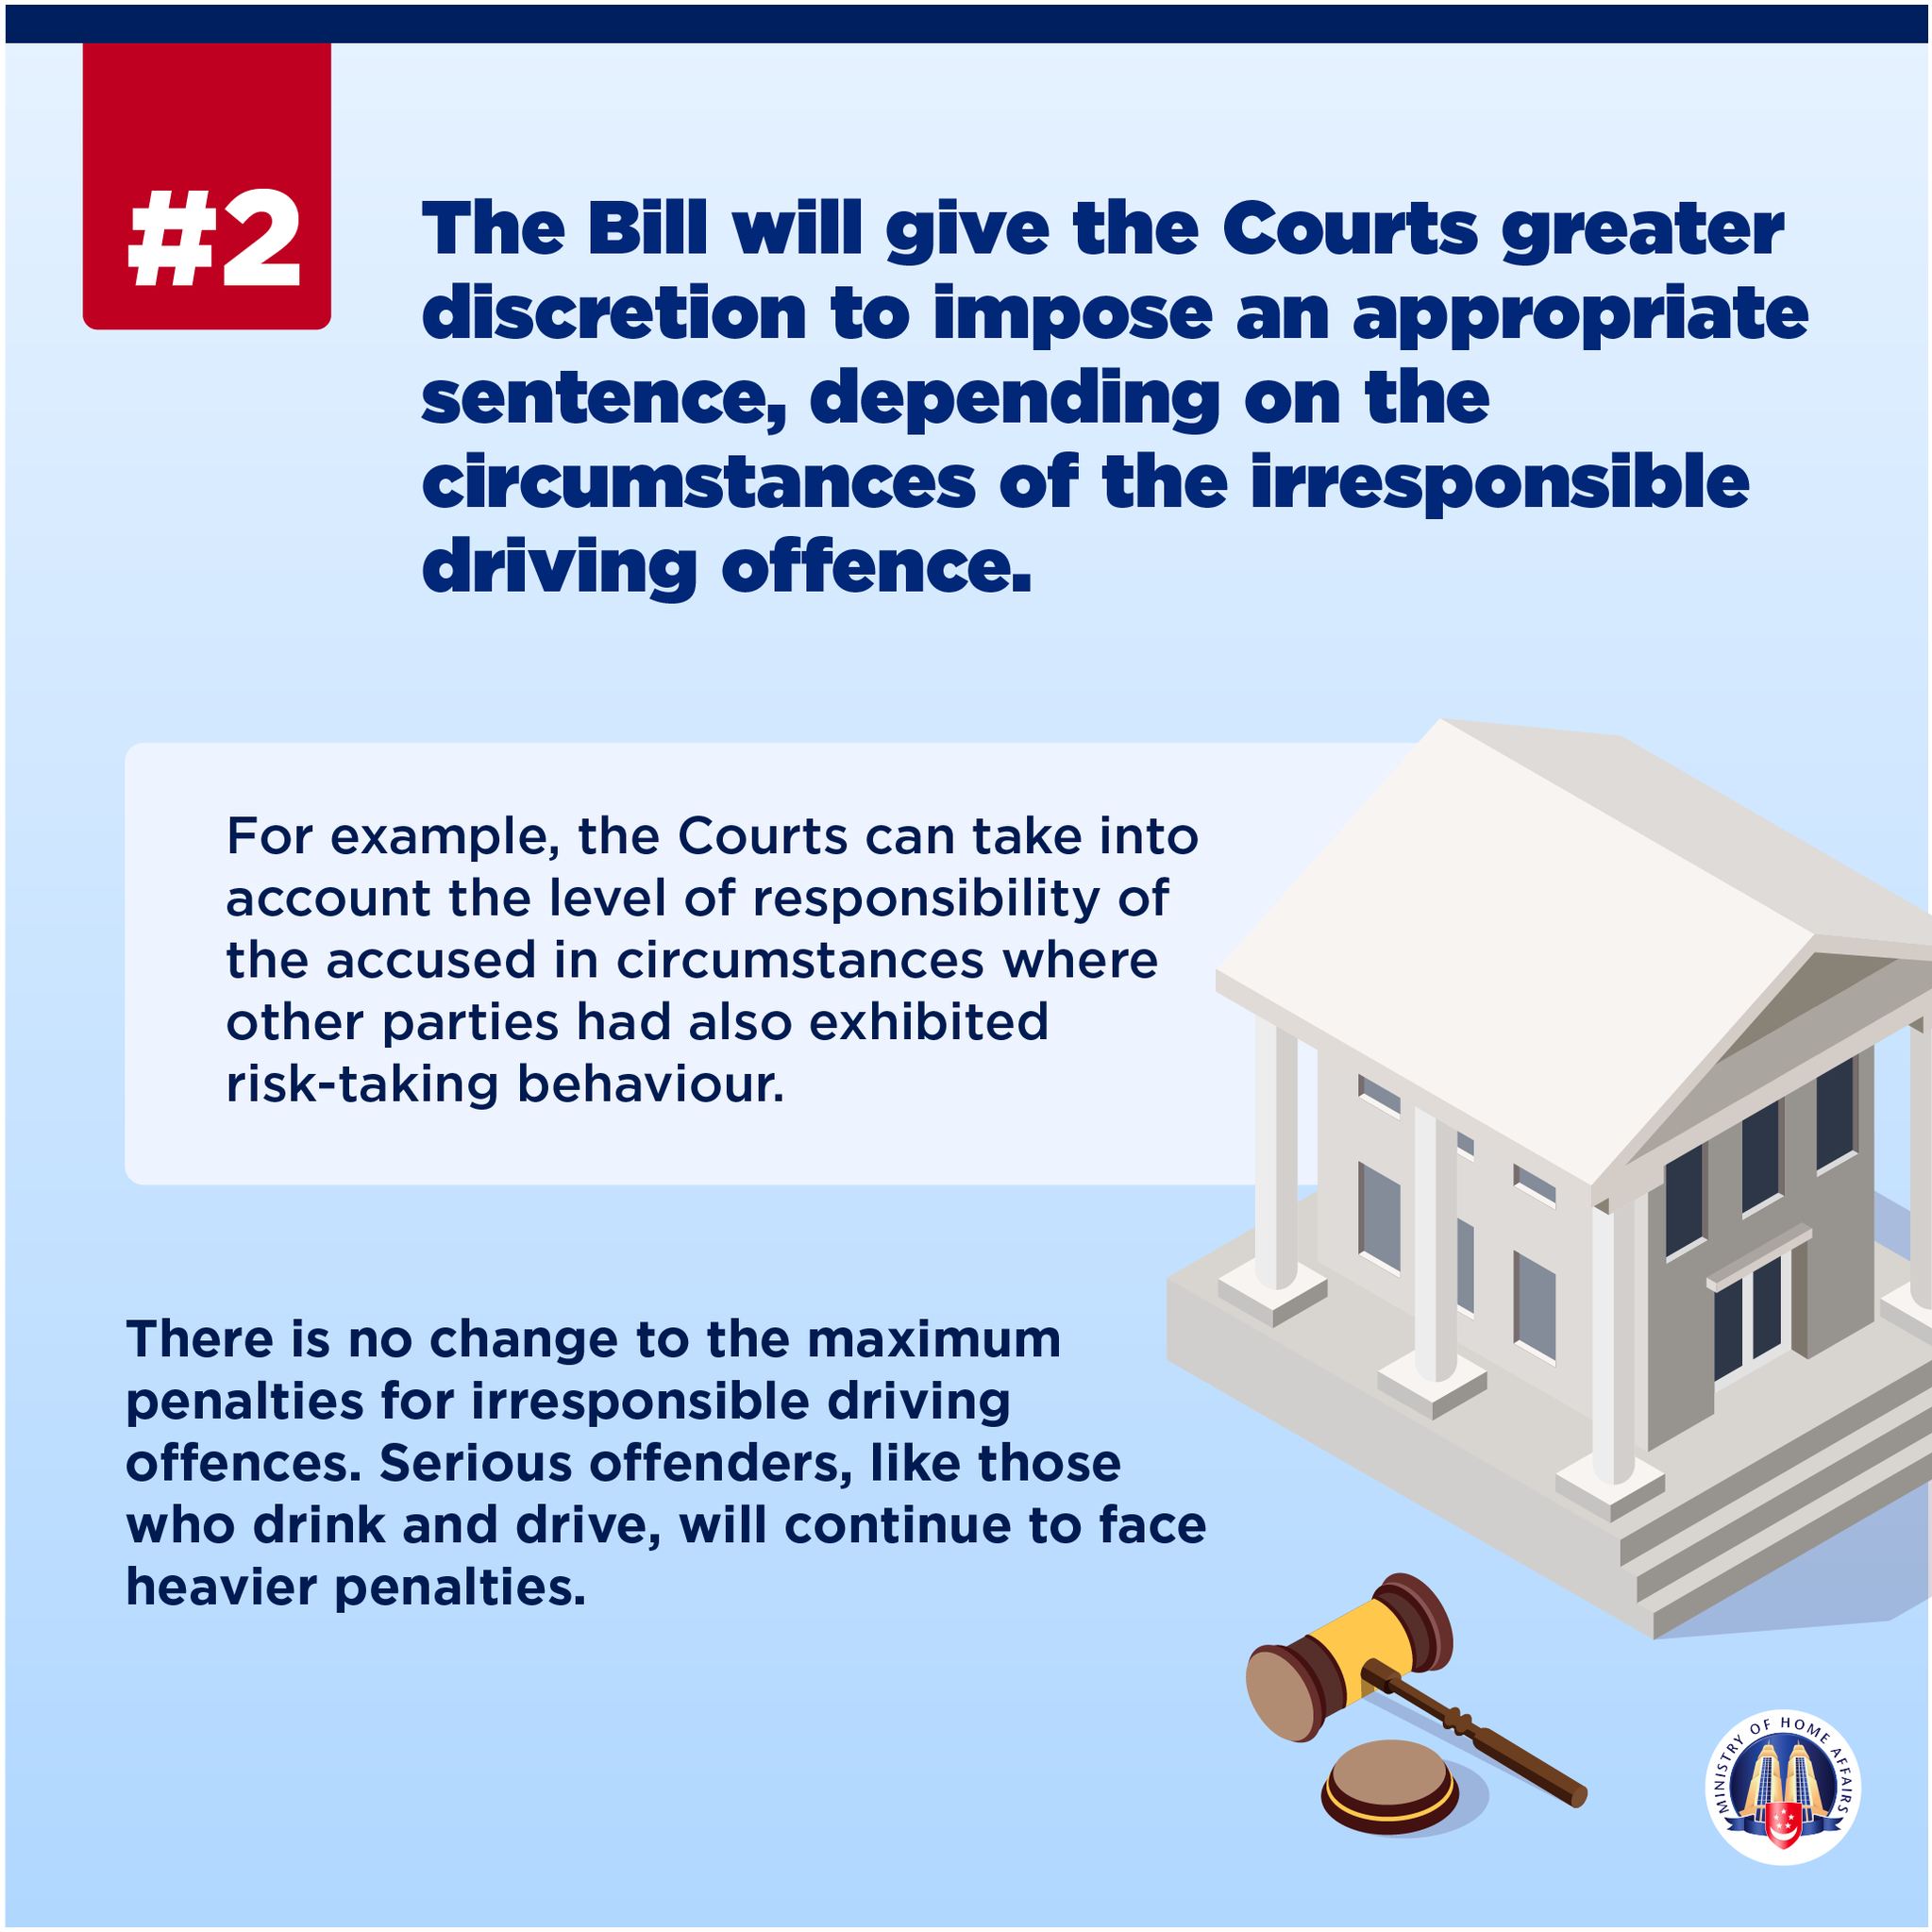 #2
The Bill will give the Courts greater
discretion to impose an appropriate
sentence, depending on the
circumstances of the irresponsible
driving offence.
For example, the Courts can take into
account the level of responsibility of
the accused in circumstances where
other parties had also exhibited
risk-taking behaviour.
There is no change to the maximum
penalties for irresponsible driving
offences. Serious offenders, like those
who drink and drive, will continue to face
heavier penalties.
MINISTRY OF HOME AFFAIRS